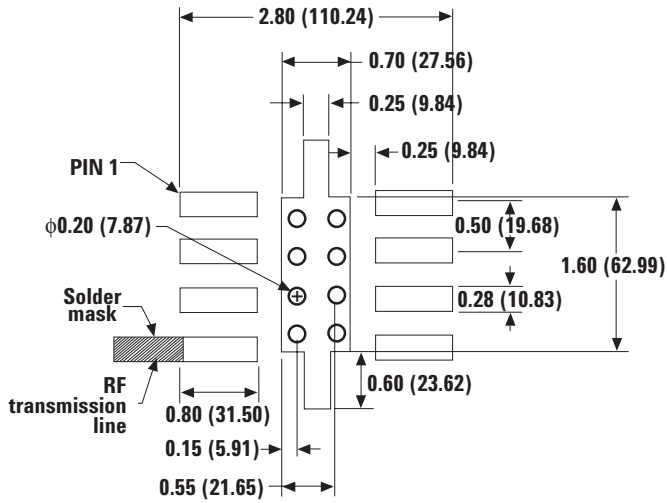 2.80 (110.24)
0.70 (27.56)
0.25 (9.84)
0.25 (9.84)
PIN 1
ϕ0.20 (7.87)
0.50 (19.68)
1.60 (62.99)
0.28 (10.83)
Solder
mask
RF
transmission
line
0.60 (23.62)
0.80 (31.50)
0.15 (5.91)
0.55 (21.65)